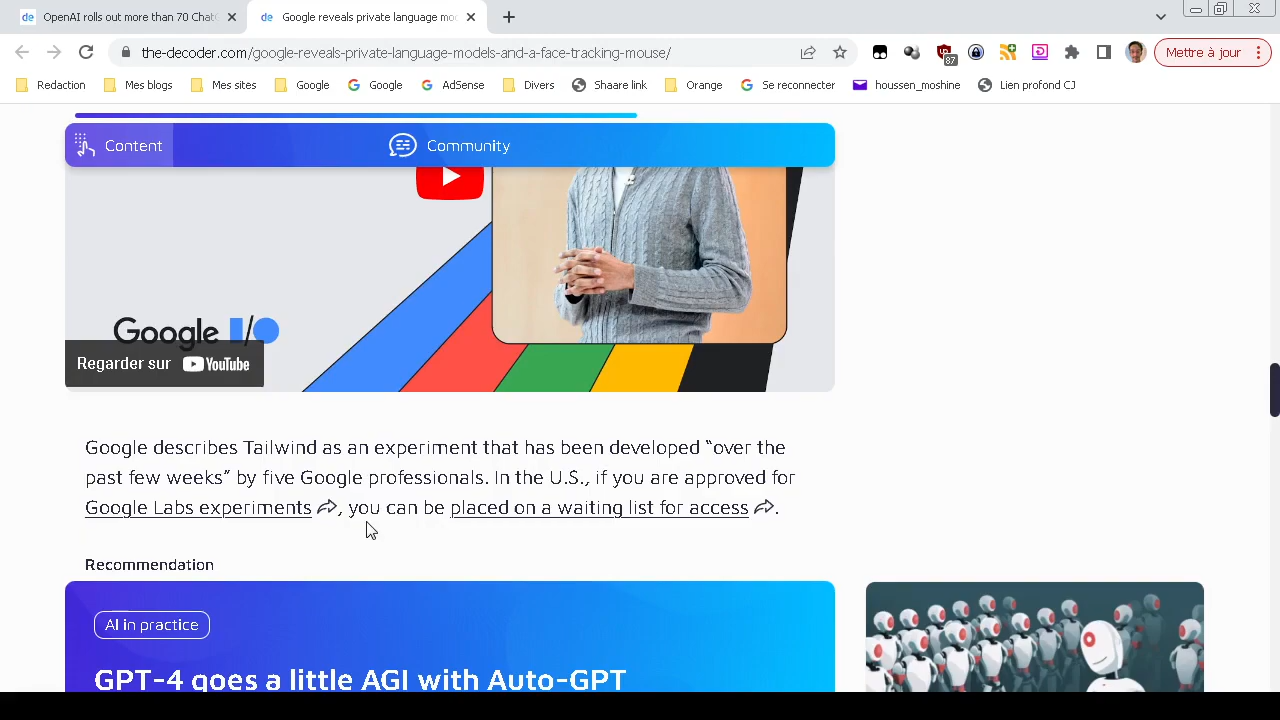 OpenAI rolls out more than 70 ChatG
Google reveals private language mo
the-decoder.com/google-reveals-private-language-models-and-a-face-tracking-mouse/
87
Mettre à jour
Redaction
Mes blogs
Mes sites
Google
Google
AdSense
Divers
Shaare link
Orange
Se reconnecter
houssen_moshine
Lien profond CJ
Content
Community
Google I/O
Regarder sur YouTube
Google describes Tailwind as an experiment that has been developed “over the
past few weeks” by five Google professionals. In the U.S., if you are approved for
Google Labs experiments, you can be placed on a waiting list for access.
Recommendation
AI in practice
GPT-4 goes a little AGI with Auto-GPT